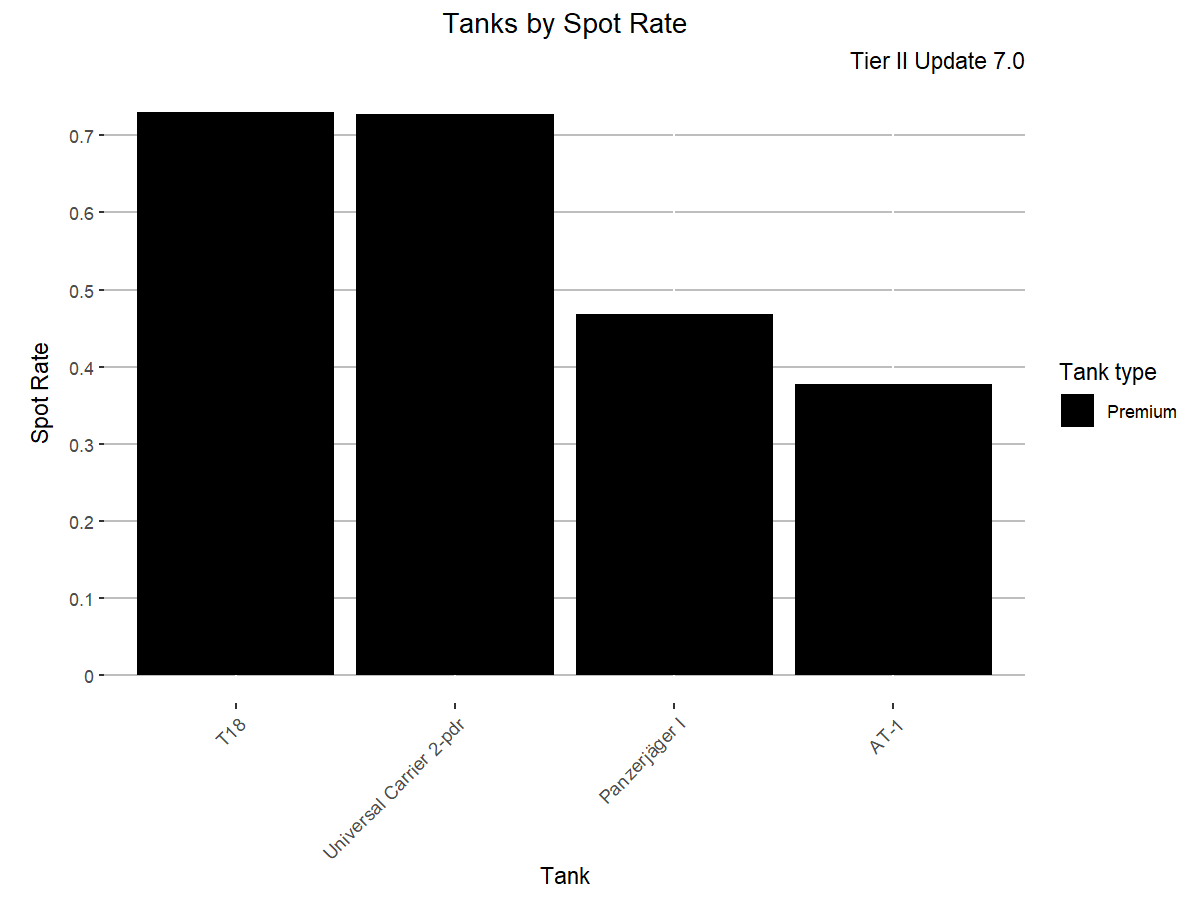 Tanks by Spot Rate
Tier II Update 7.0
Spot Rate
0.7
0.6
0.5
0.4
0.3
0.2
0.1
0
T18
Universal Carrier 2-pdr
Panzerjäger I
AT-1
Tank
Tank type
Premium